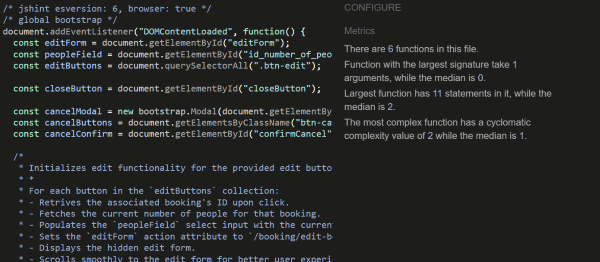 /* jshint esversion: 6, browser: true */
/* global bootstrap */
document.addEventListener("DOMContentLoaded", function() {
const editForm = document.getElementById("editForm");
const peopleField = document.getElementById("id_number_of_peo
const editButtons = document.querySelectorAll(".btn-edit");
const closeButton = document.getElementById("closeButton");
const cancelModal = new bootstrap.Modal(document.getElementBy
const cancelButtons = document.getElementsByClassName("btn-ca
const cancelConfirm = document.getElementById("confirmCancel"
/*
* Initializes edit functionality for the provided edit butto
* *
* For each button in the `editButtons` collection:
* - Retrives the associated booking's ID upon click.
* - Fetches the current number of people for that booking.
* - Populates the `peopleField` select input with the current
* - Sets the `editForm` action attribute to `/booking/edit-b
* - Displays the hidden edit form.
* - Scrolls smoothly to the edit form for better user experi
CONFIGURE
Metrics
There are 6 functions in this file.
Function with the largest signature take 1
arguments, while the median is 0.
Largest function has 11 statements in it, while the
median is 2.
The most complex function has a cyclomatic
complexity value of 2 while the median is 1.